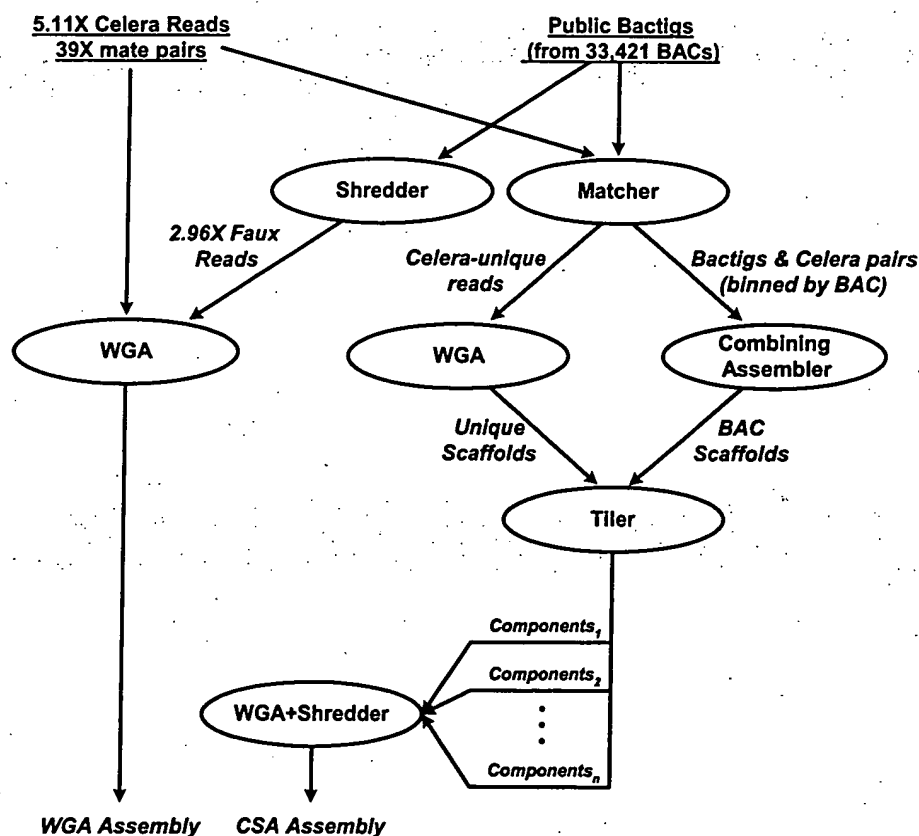 5.11X Celera Reads
39X mate pairs
Public Bactigs
(from 33,421 BACs)
Shredder
Matcher
2.96X Faux
Reads
Celera-unique
reads
Bactigs & Celera pairs
(binned by BAC)
WGA
WGA
Combining
Assembler
Unique
Scaffolds
BAC
Scaffolds
Tiler
Components1
Components2
WGA+Shredder
Componentsn
WGA Assembly
CSA Assembly